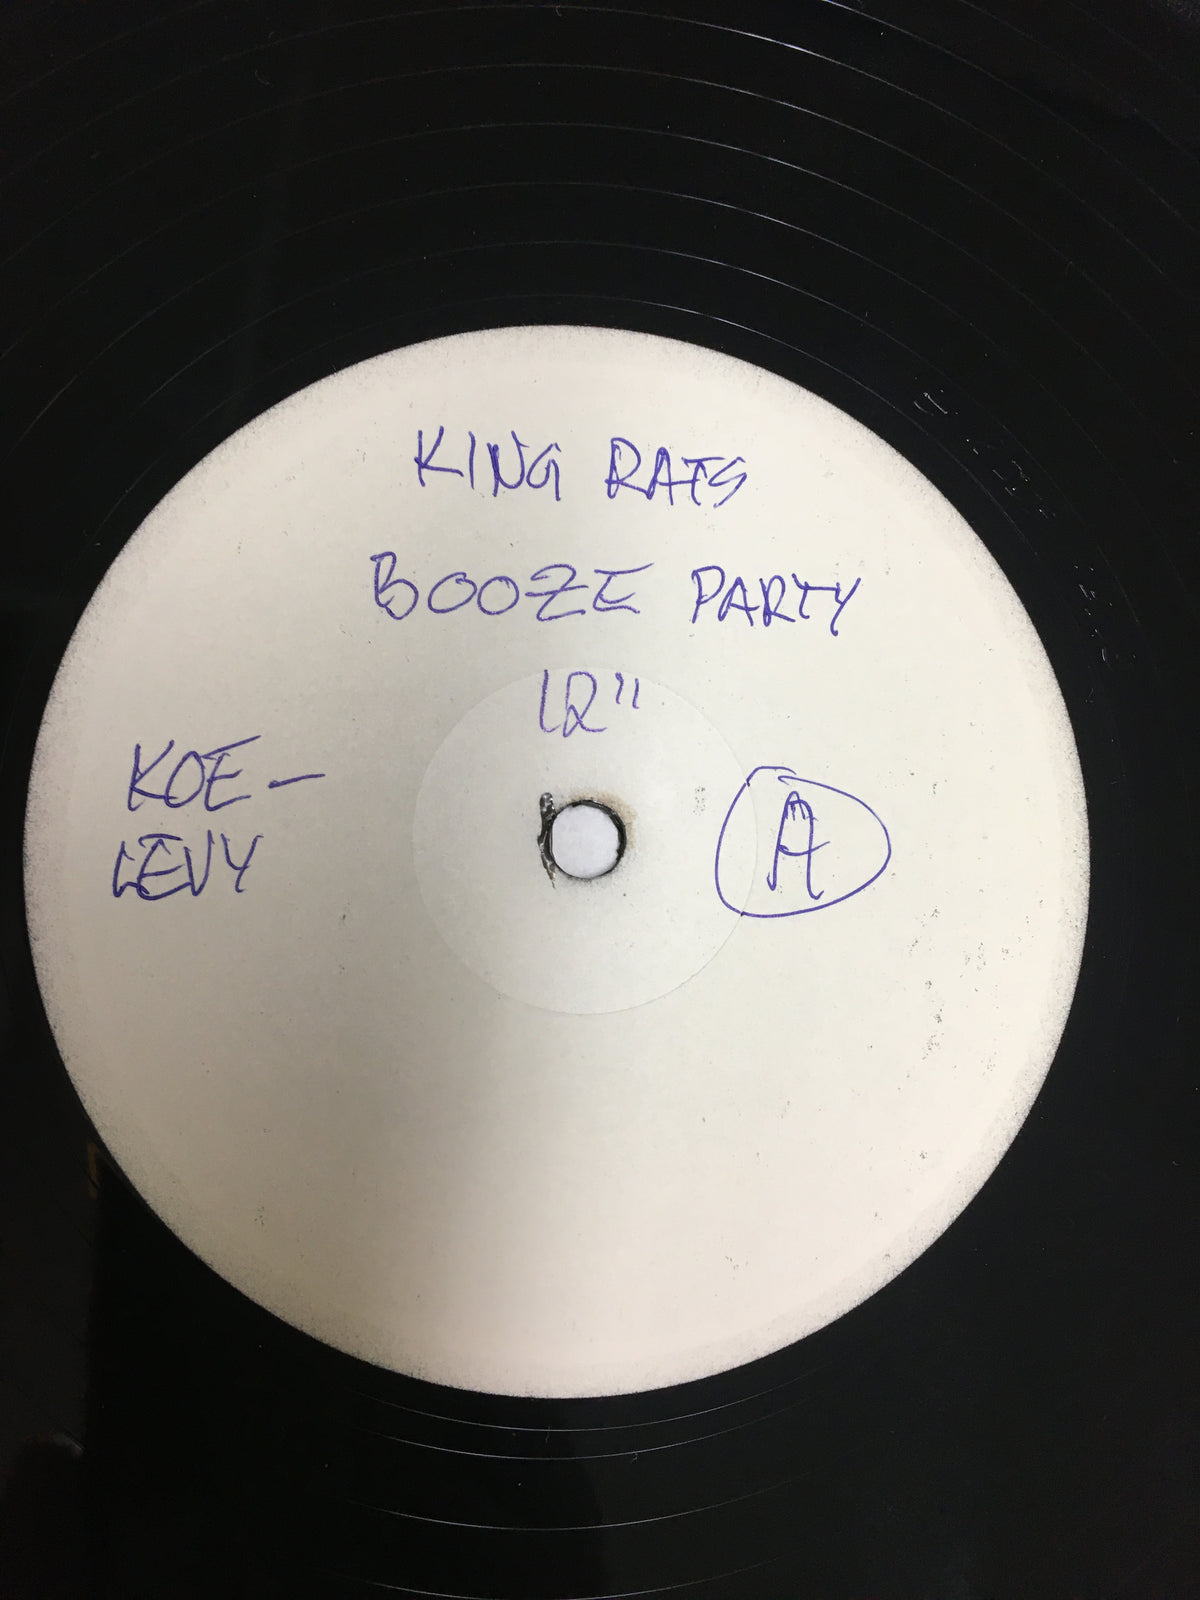 KING RATS
BOOZE PARTY
12"
KOE-
LEVY
A